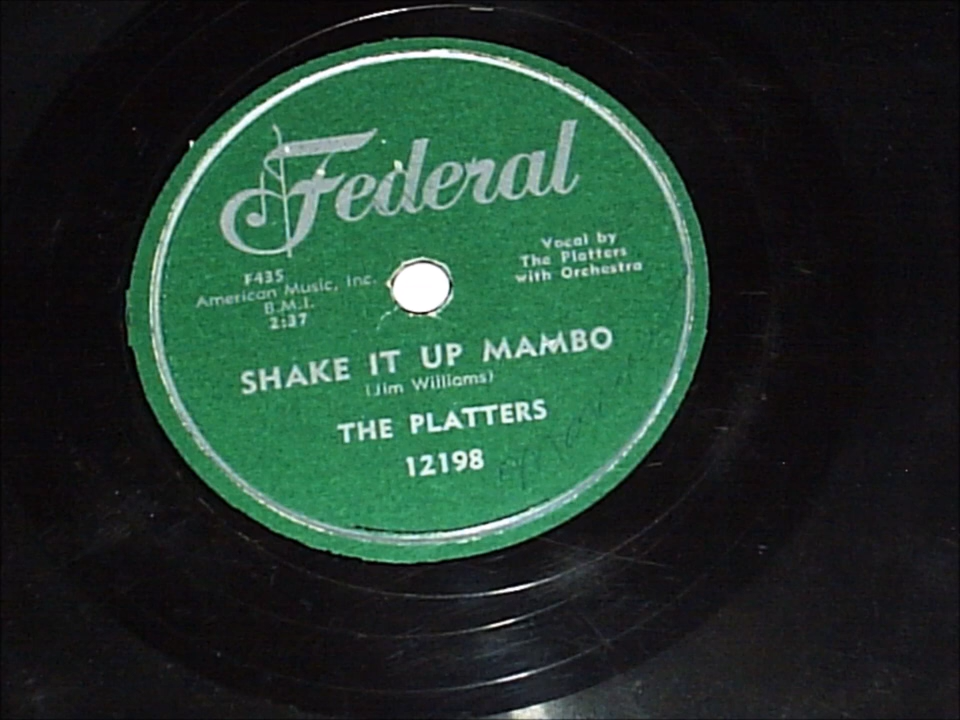 Federal
F435
American Music, Inc.
B.M.I.
2:37
Vocal by
The Platters
with Orchestra
SHAKE IT UP MAMBO
(Jim Williams)
THE PLATTERS
12198